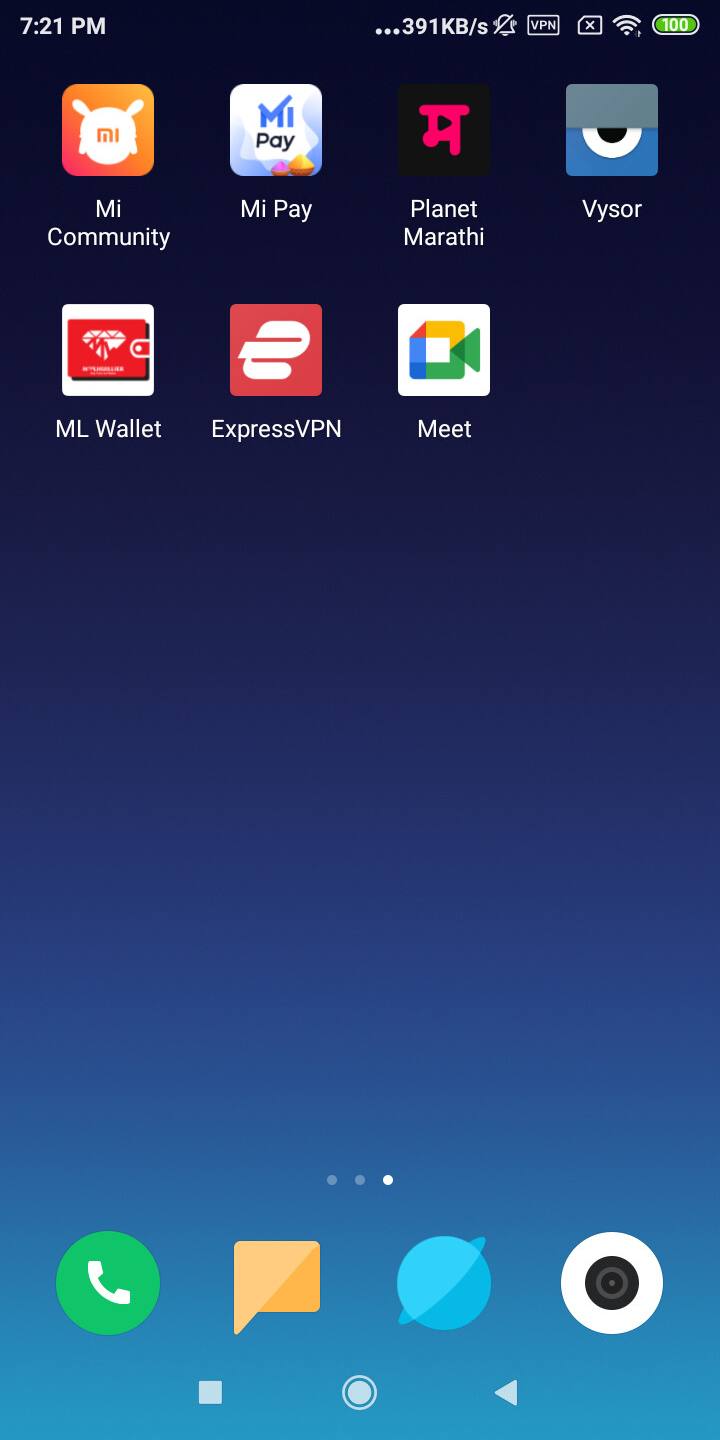 7:21 PM ...391KB/s VPN 100
mi
Mi Pay
म
Mi Community
Mi Pay
Planet Marathi
Vysor
ML Wallet
ExpressVPN
Meet